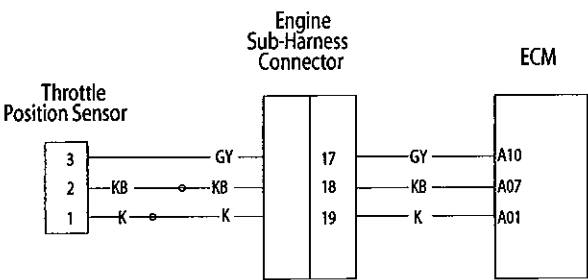 Engine
Sub-Harness
Connector
ECM
Throttle
Position Sensor
3 GY 17 GY A10
2 KB KB 18 KB A07
1 K K 19 K A01